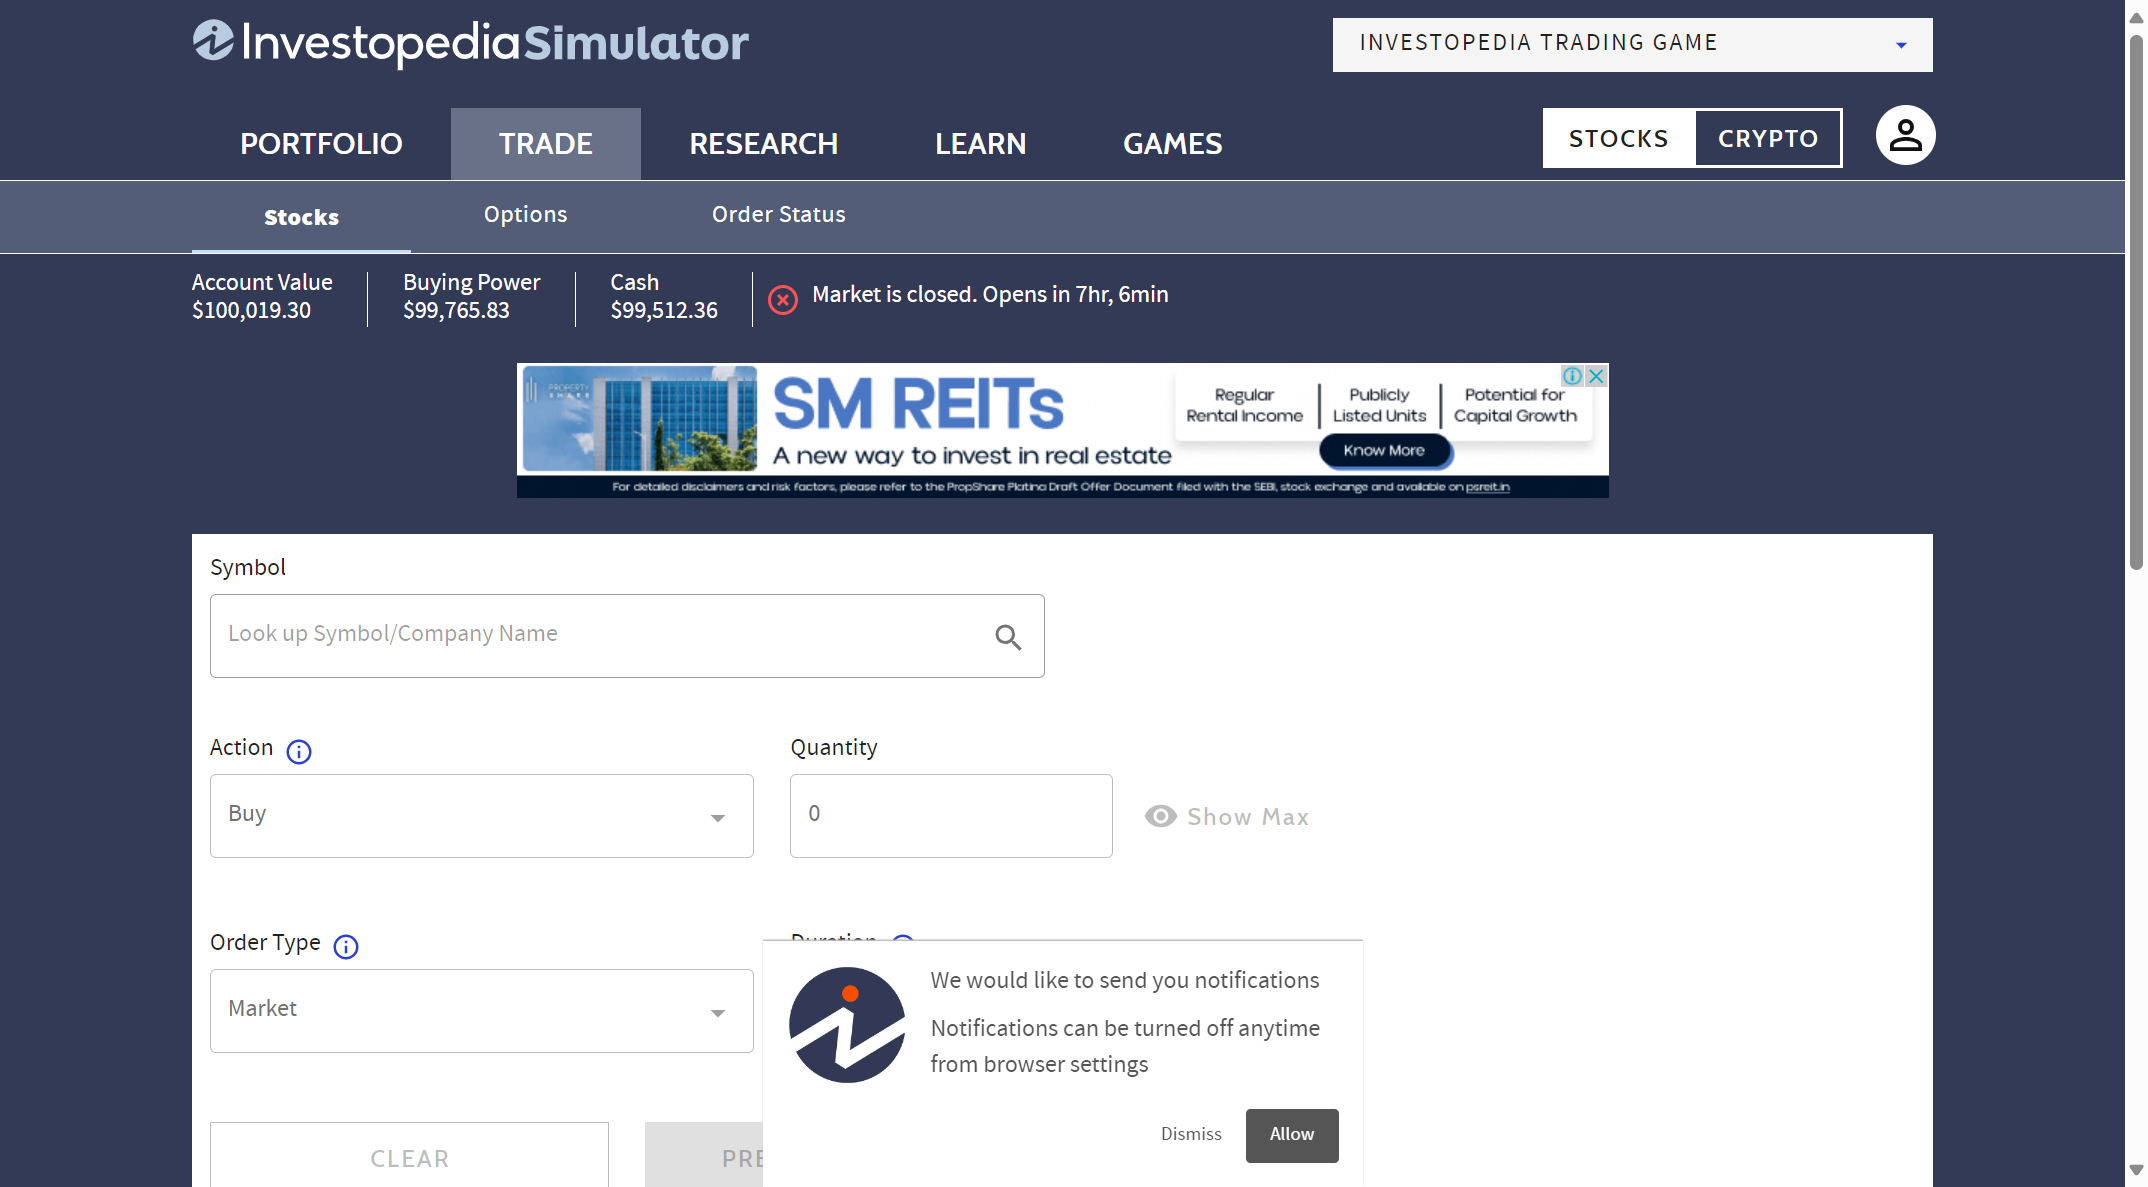 InvestopediaSimulator
INVESTOPEDIA TRADING GAME
PORTFOLIO
TRADE
RESEARCH
LEARN
GAMES
STOCKS
CRYPTO
Stocks
Options
Order Status
Account Value
$100,019.30
Buying Power
$99,765.83
Cash
$99,512.36
Market is closed. Opens in 7hr, 6min
PROPERTY
SHARE
SM REITs
A new way to invest in real estate
Regular
Rental Income
Publicly
Listed Units
Potential for
Capital Growth
Know More
For detailed disclaimers and risk factors, please refer to the PropShare Platina Draft Offer Document filed with the SEBI, stock exchange and available on psreit.in
Symbol
Look up Symbol/Company Name
Action
Buy
Quantity
0
Show Max
Order Type
Market
Duration
We would like to send you notifications
Notifications can be turned off anytime
from browser settings
Dismiss
Allow
CLEAR
PRE